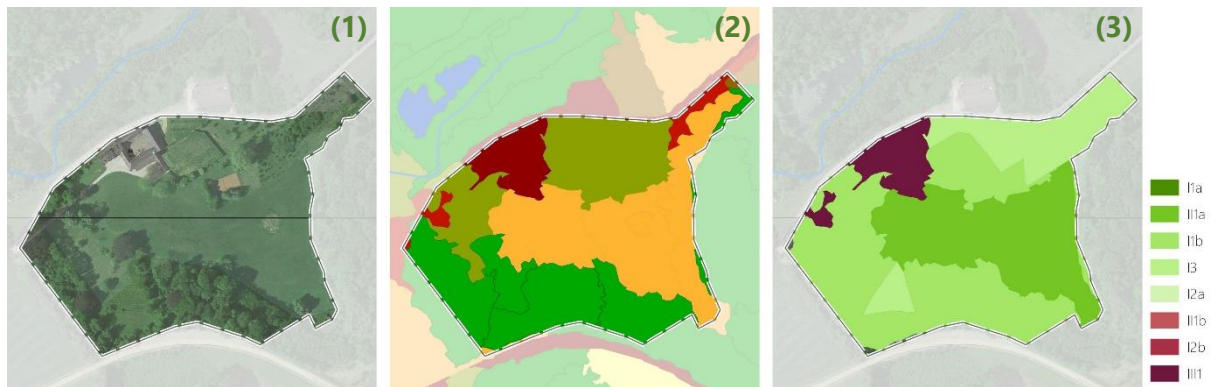 (1)
(2)
(3)
I1a
II1a
I1b
I3
I2a
II1b
I2b
III1